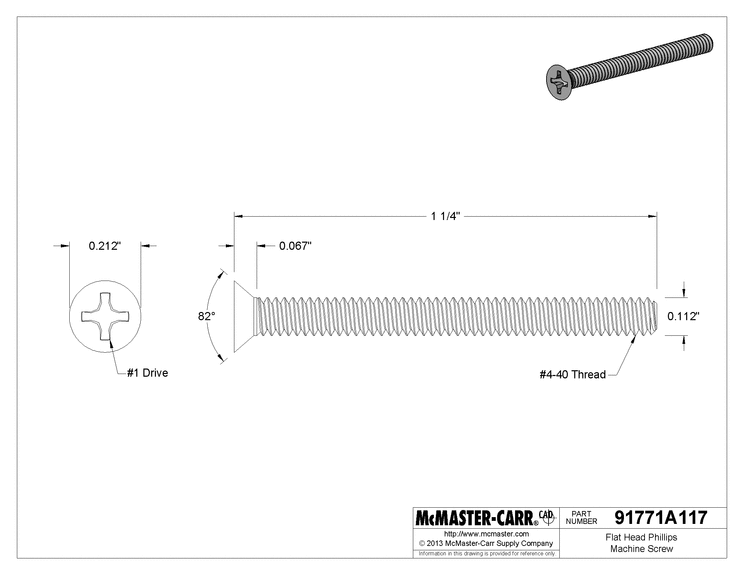 1 1/4"
0.212"
0.067"
82°
0.112"
#1 Drive
#4-40 Thread
McMASTER-CARR® CAD
http://www.mcmaster.com
© 2013 McMaster-Carr Supply Company
Information in this drawing is provided for reference only.
PART
NUMBER
91771A117
Flat Head Phillips
Machine Screw